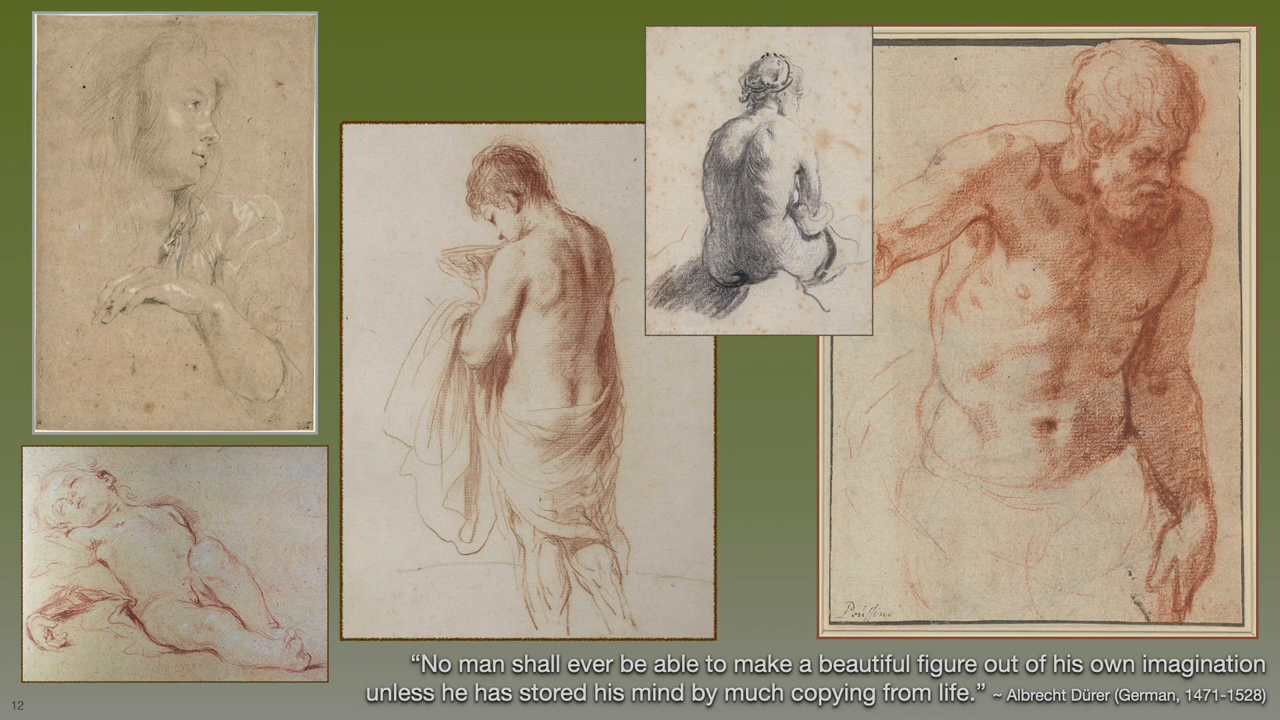 Poussino
“No man shall ever be able to make a beautiful figure out of his own imagination
unless he has stored his mind by much copying from life.” ~ Albrecht Dürer (German, 1471-1528)
12